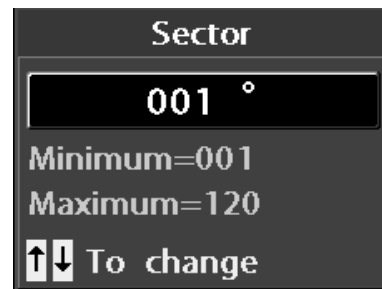 Sector
001 °
Minimum=001
Maximum=120
↑↓ To change